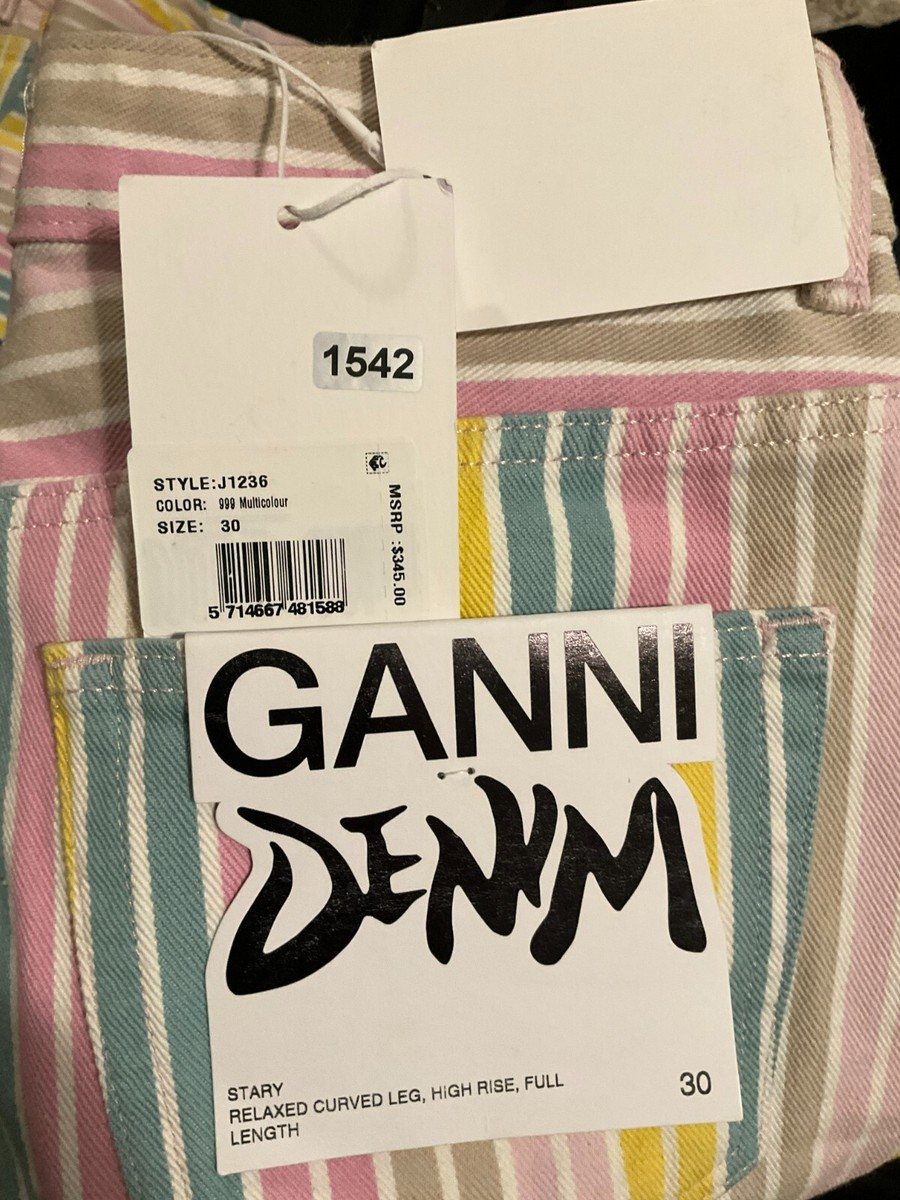 1542
STYLE:J1236
COLOR: 999 Multicolour
SIZE: 30
MSRP :$345.00
5 714667 481588
GANNI
DENIM
STARY
RELAXED CURVED LEG, HIGH RISE, FULL
LENGTH
30